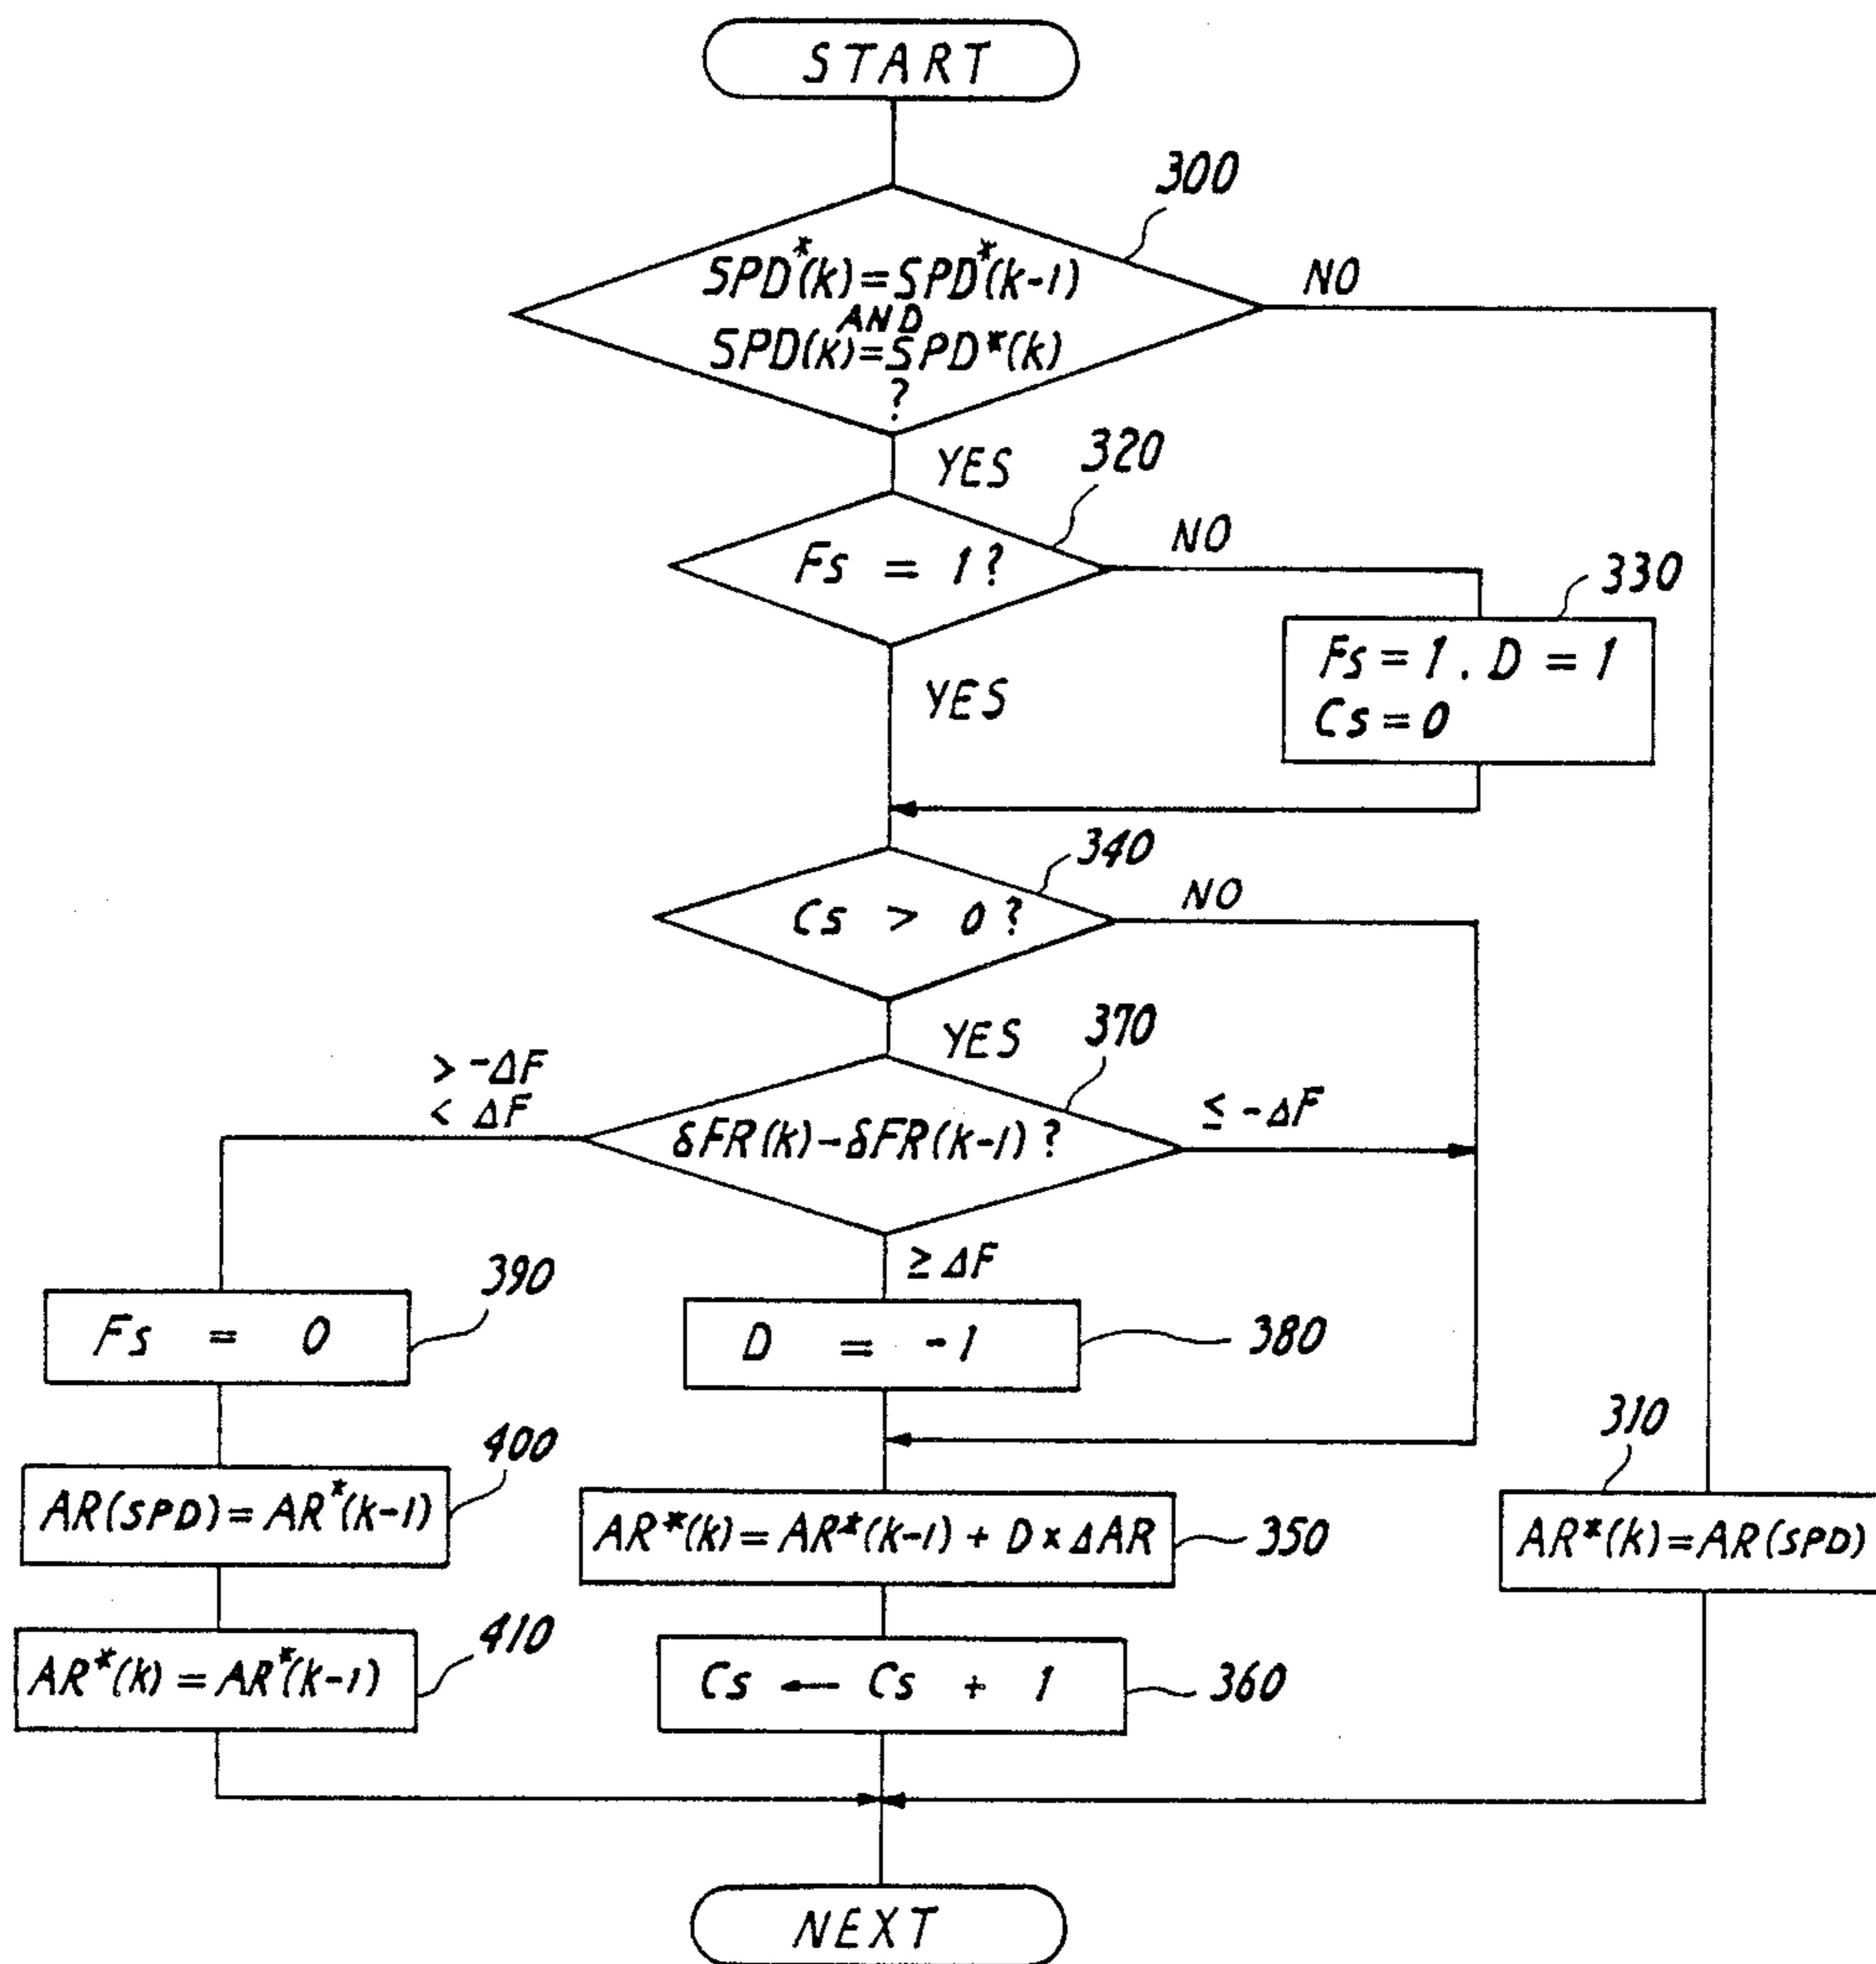 START
300
SPD*(k)=SPD*(k-1)
AND
SPD(k)=SPD*(k)
?
NO
YES
320
Fs = 1?
NO
330
Fs=1. D=1
Cs=0
YES
340
Cs > 0?
NO
YES
370
> -ΔF
< ΔF
δFR(k)-δFR(k-1)?
≤ -ΔF
≥ ΔF
390
Fs = 0
D = -1
380
400
AR(SPD)=AR*(k-1)
AR*(k)=AR*(k-1)+D×ΔAR
350
310
AR*(k)=AR(SPD)
410
AR*(k)=AR*(k-1)
Cs ← Cs + 1
360
NEXT